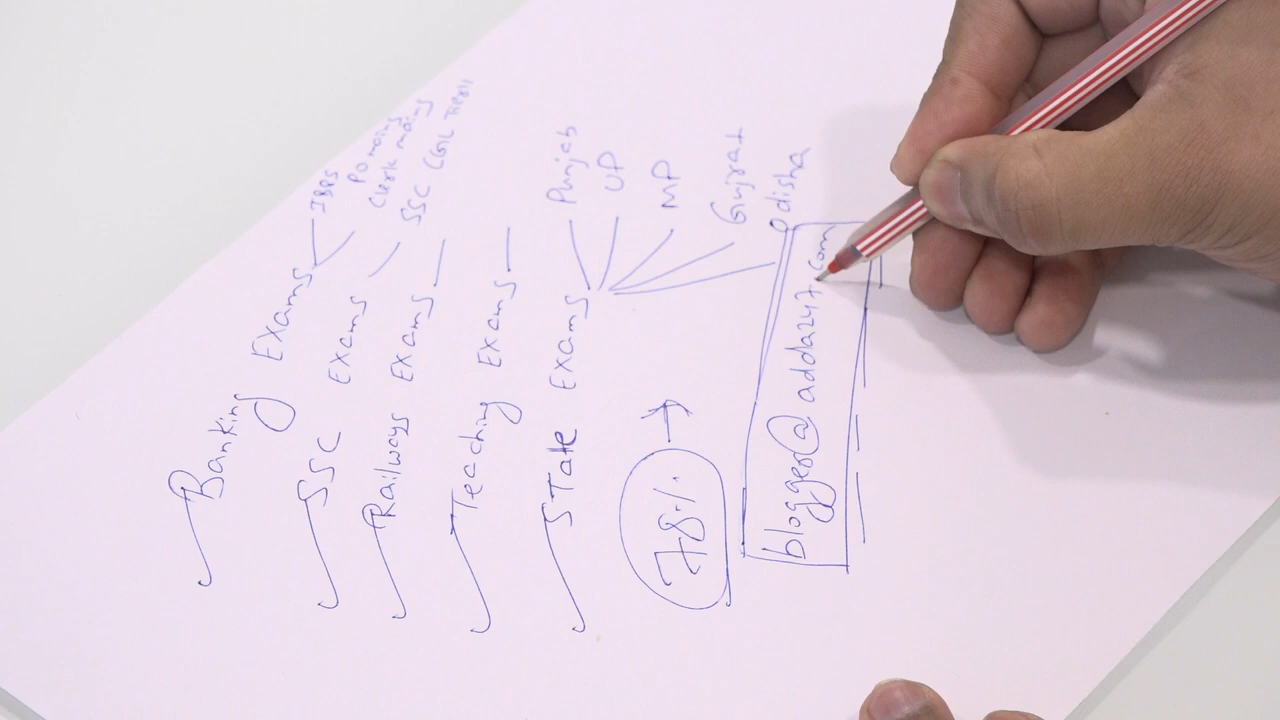 Banking Exams IBPS
PO mains
Clerk mains
SSC Exams SSC CGL Tier II
Railways Exams
Teaching Exams
STate Exams Punjab
UP
MP
Gujrat
Odisha
78% →
blogger@adda247.com